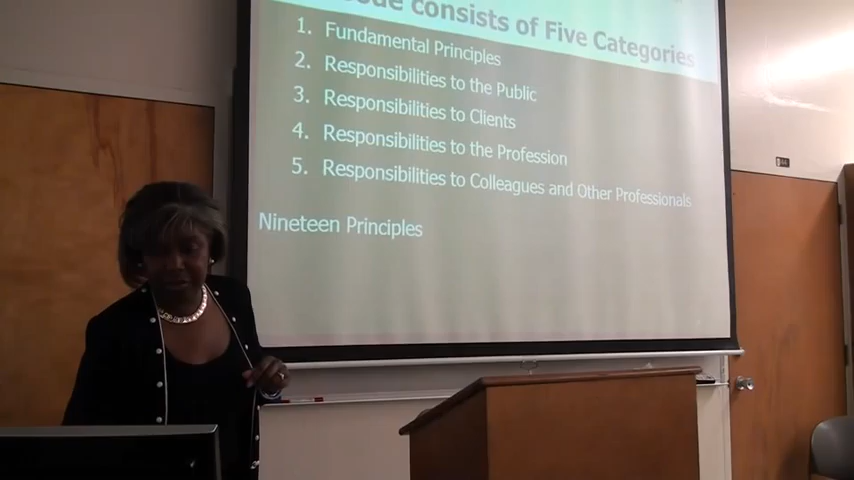 Code consists of Five Categories
1. Fundamental Principles
2. Responsibilities to the Public
3. Responsibilities to Clients
4. Responsibilities to the Profession
5. Responsibilities to Colleagues and Other Professionals
Nineteen Principles